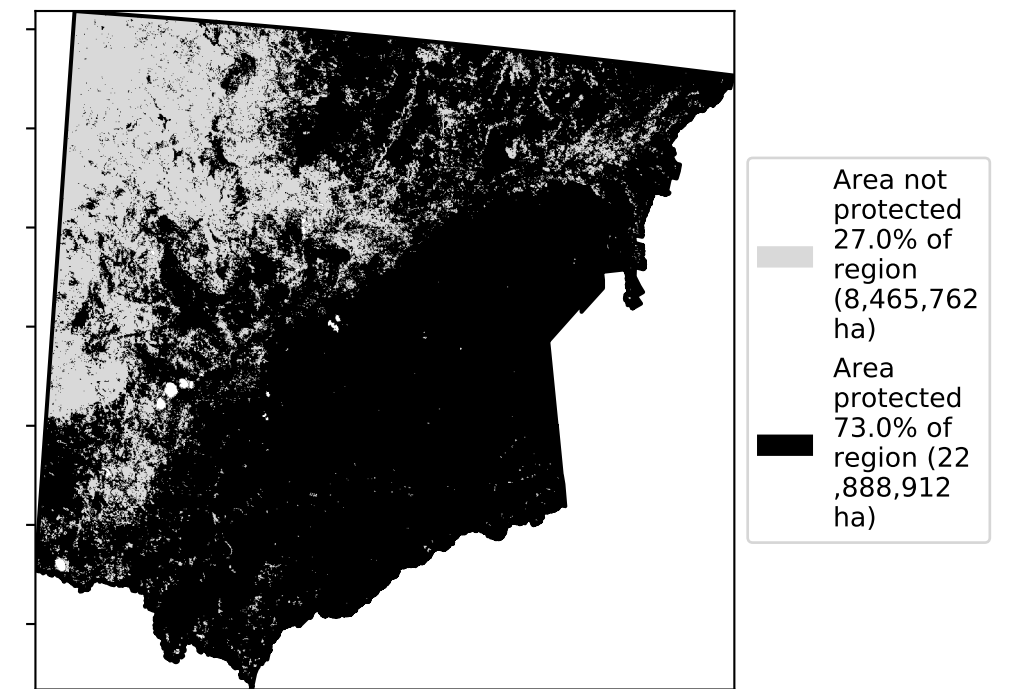 Area not
protected
27.0% of
region
(8,465,762
ha)
Area
protected
73.0% of
region (22
,888,912
ha)